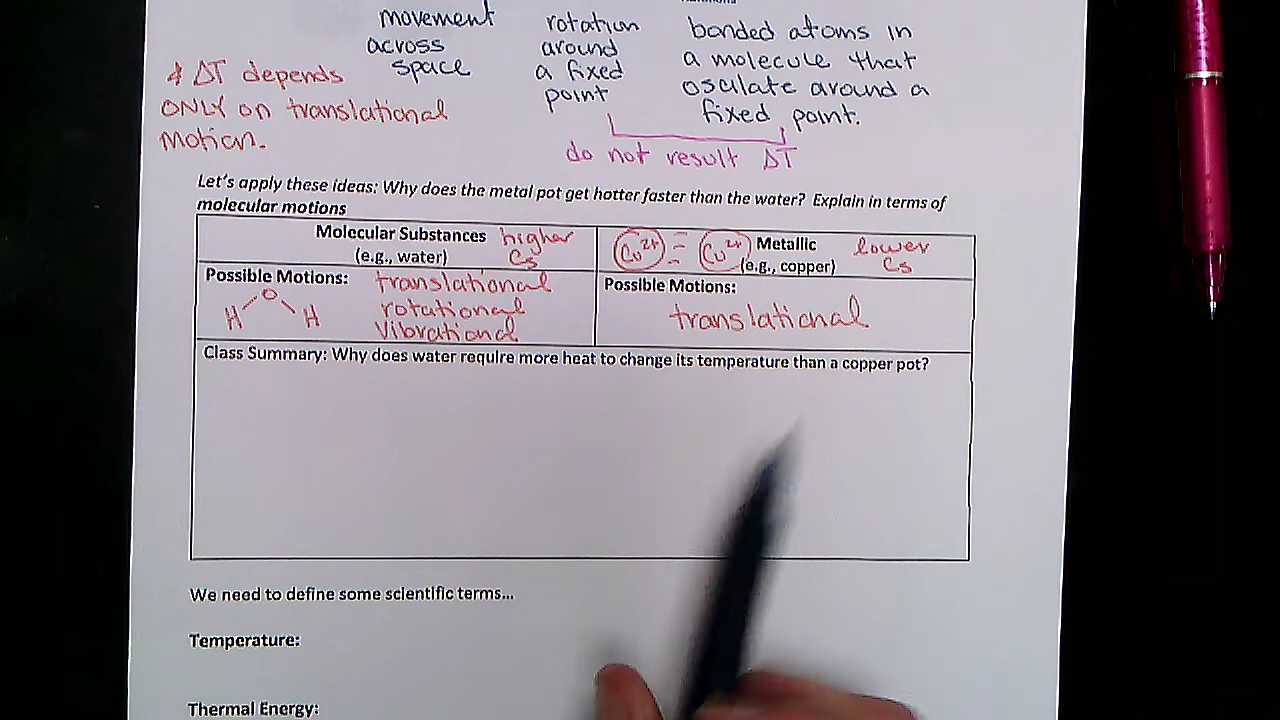 movement
across
space
rotation
around
a fixed
point
bonded atoms in
a molecule that
oscilate around a
fixed point.
* ΔT depends
ONLY on translational
motion.
do not result ΔT
Let's apply these ideas: Why does the metal pot get hotter faster than the water? Explain in terms of
molecular motions
Molecular Substances higher
(e.g., water) Cs
Cu²⁺ = Cu²⁺ Metallic lower
(e.g., copper) Cs
Possible Motions: translational
H O H rotational
vibrational
Possible Motions:
translational
Class Summary: Why does water require more heat to change its temperature than a copper pot?
We need to define some scientific terms...
Temperature:
Thermal Energy: